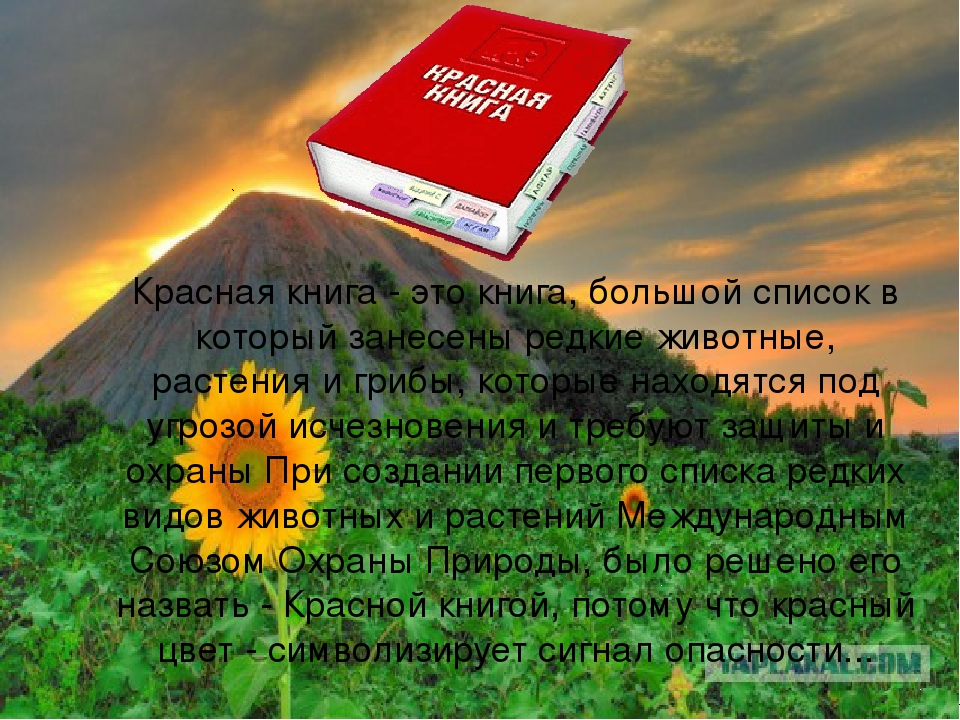 КРАСНАЯ
КНИГА
Красная книга - это книга, большой список в
который занесены редкие животные,
растения и грибы, которые находятся под
угрозой исчезновения и требуют защиты и
охраны При создании первого списка редких
видов животных и растений Международным
Союзом Охраны Природы, было решено его
назвать - Красной книгой, потому что красный
цвет - символизирует сигнал опасности...
YAPLAKAL.COM